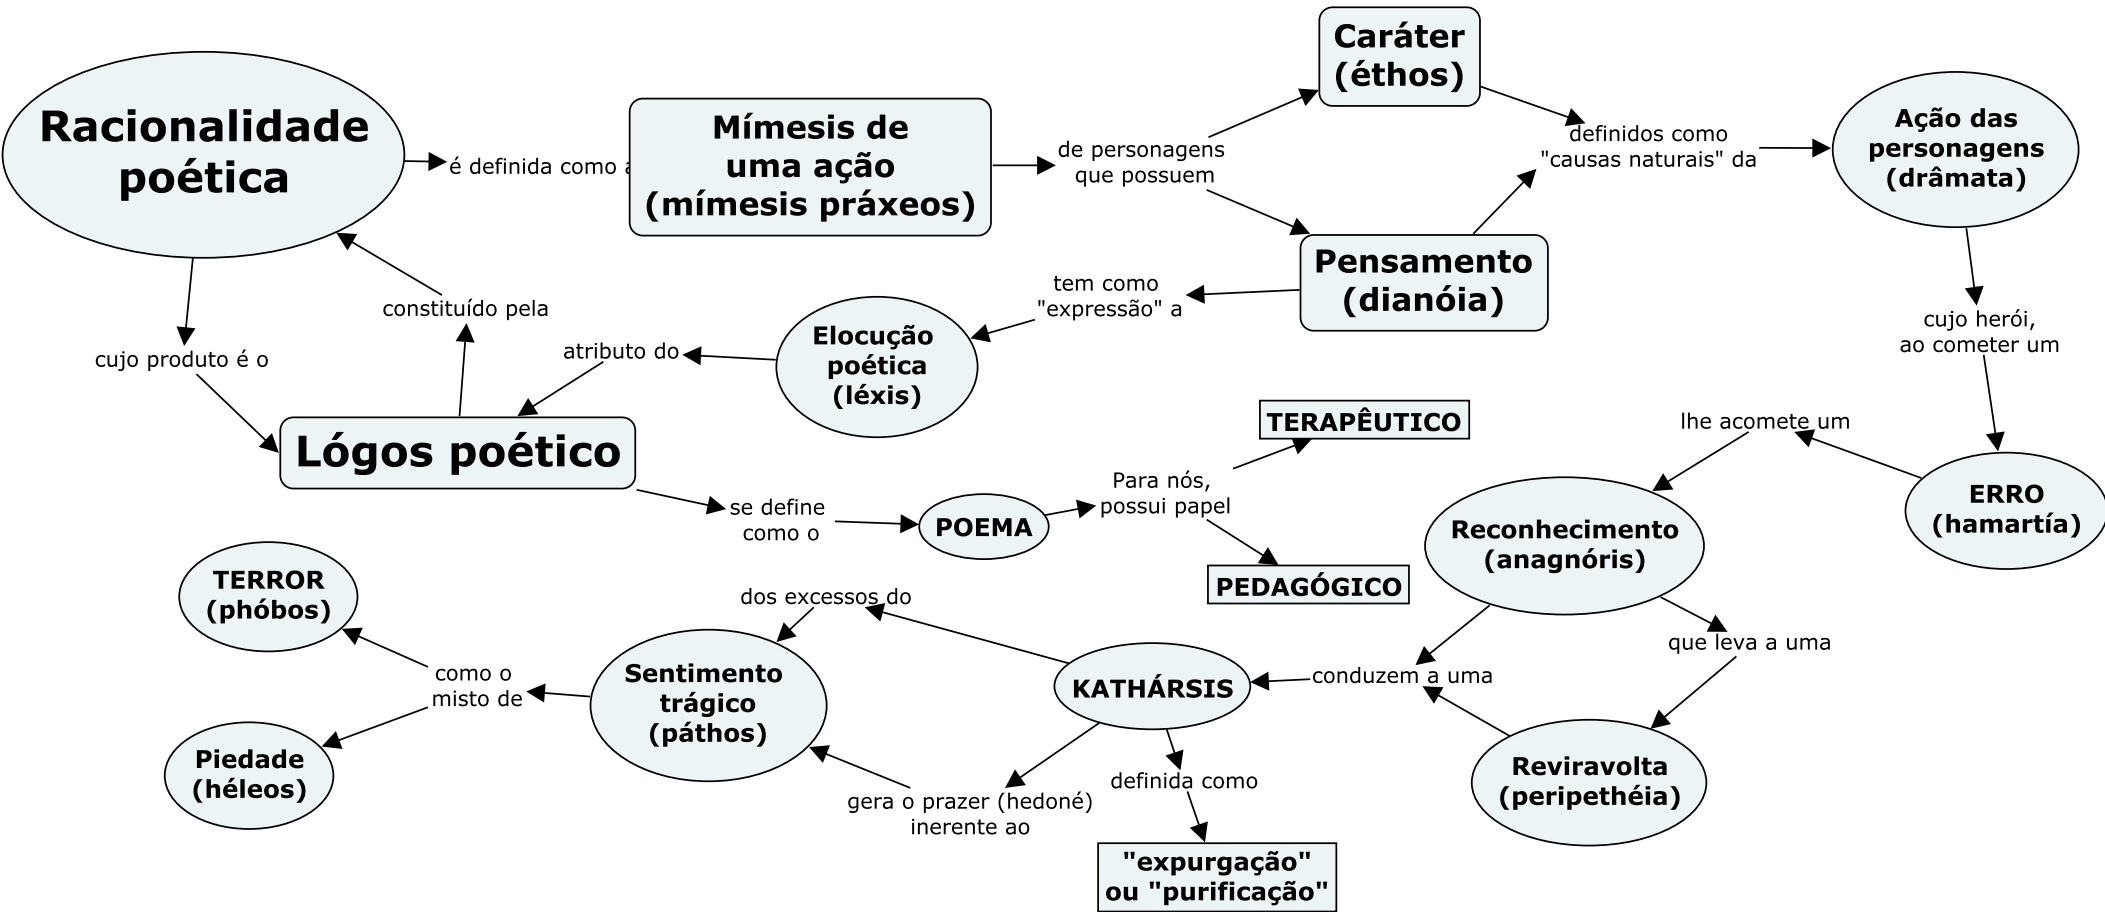 Racionalidade
poética
é definida como a
Mímesis de
uma ação
(mímesis práxeos)
de personagens
que possuem
Caráter
(éthos)
Pensamento
(dianóia)
definidos como
"causas naturais" da
Ação das
personagens
(drâmata)
cujo herói,
ao cometer um
ERRO
(hamartía)
lhe acomete um
Reconhecimento
(anagnóris)
que leva a uma
Reviravolta
(peripethéia)
conduzem a uma
KATHÁRSIS
definida como
"expurgação"
ou "purificação"
gera o prazer (hedoné)
inerente ao
dos excessos do
Sentimento
trágico
(páthos)
como o
misto de
TERROR
(phóbos)
Piedade
(héleos)
tem como
"expressão" a
Elocução
poética
(léxis)
atributo do
constituído pela
cujo produto é o
Lógos poético
se define
como o
POEMA
Para nós,
possui papel
TERAPÊUTICO
PEDAGÓGICO